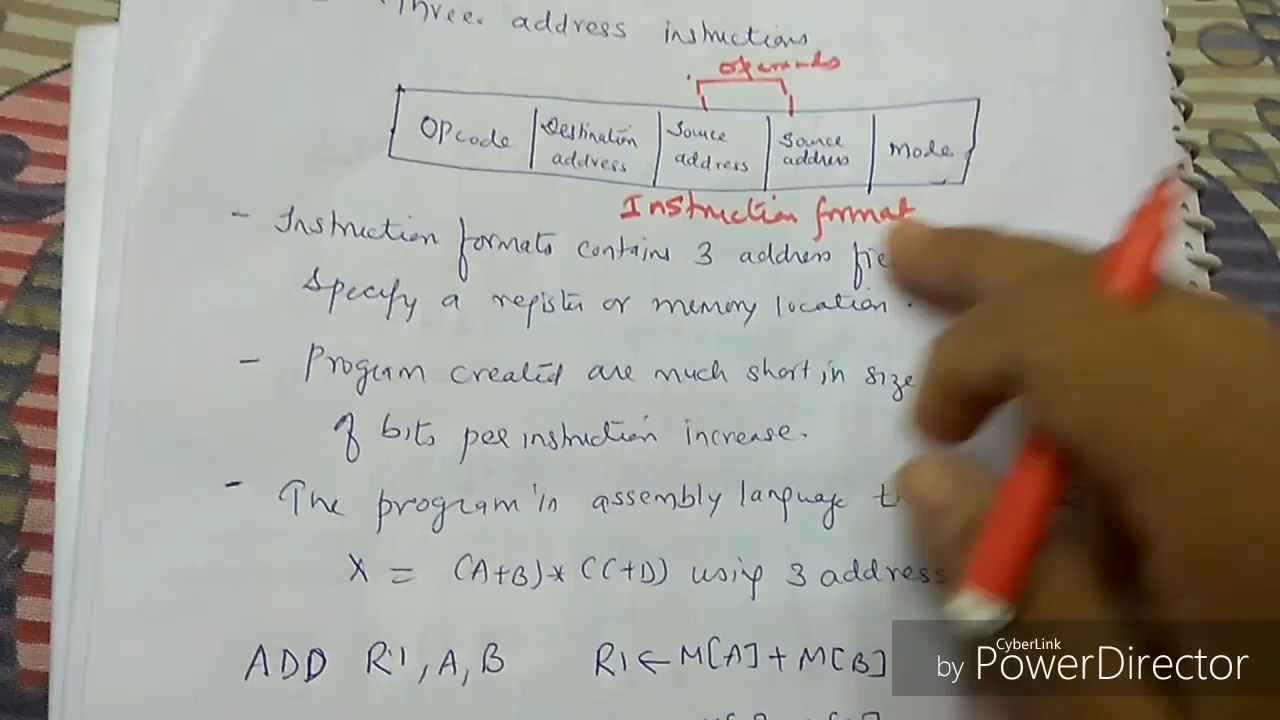 Three address instructions
operands
OPcode Destination address Source address Source address Mode
Instruction format
- Instruction formats contains 3 address
specify a register or memory location.
- Program created are much short in size
of bits per instruction increase.
- The program in assembly language
X = (A+B)* (C+D) using 3 address
ADD R1, A, B R1 ← M[A] + M[B]
CyberLink
by PowerDirector